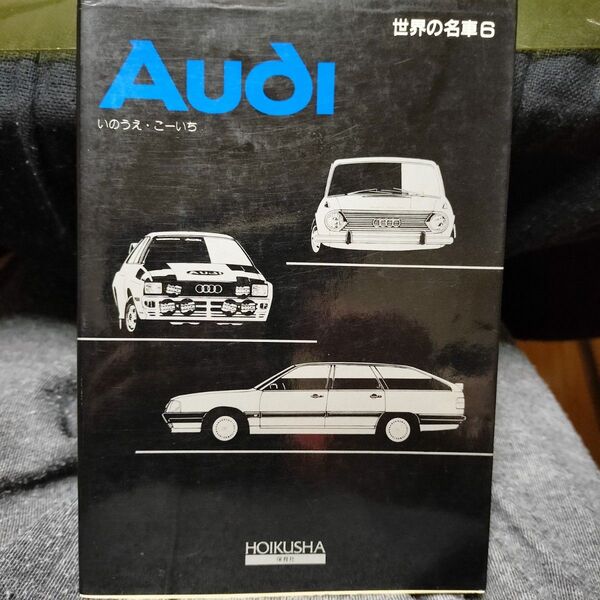 世界の名車6
Audi
いのうえ・こーいち
Audi
HOIKUSHA
保育社